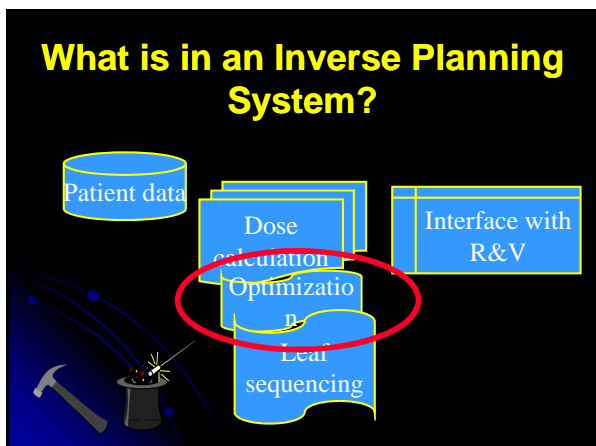 What is in an Inverse Planning
System?
Patient data
Dose
calculation
Interface with
R&V
Optimizatio
n
Leaf
sequencing